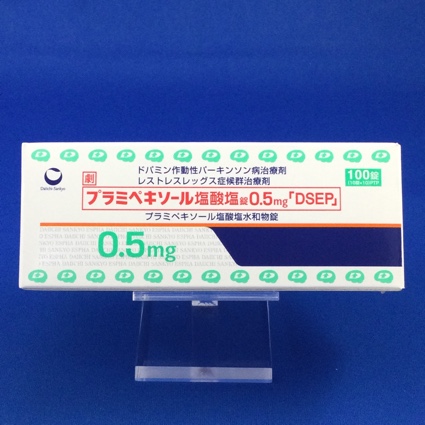 Daiichi-Sankyo
ドパミン作動性パーキンソン病治療剤
レストレスレッグス症候群治療剤
劇
プラミペキソール塩酸塩錠0.5mg「DSEP」
プラミペキソール塩酸塩水和物錠
100錠
0.5mg